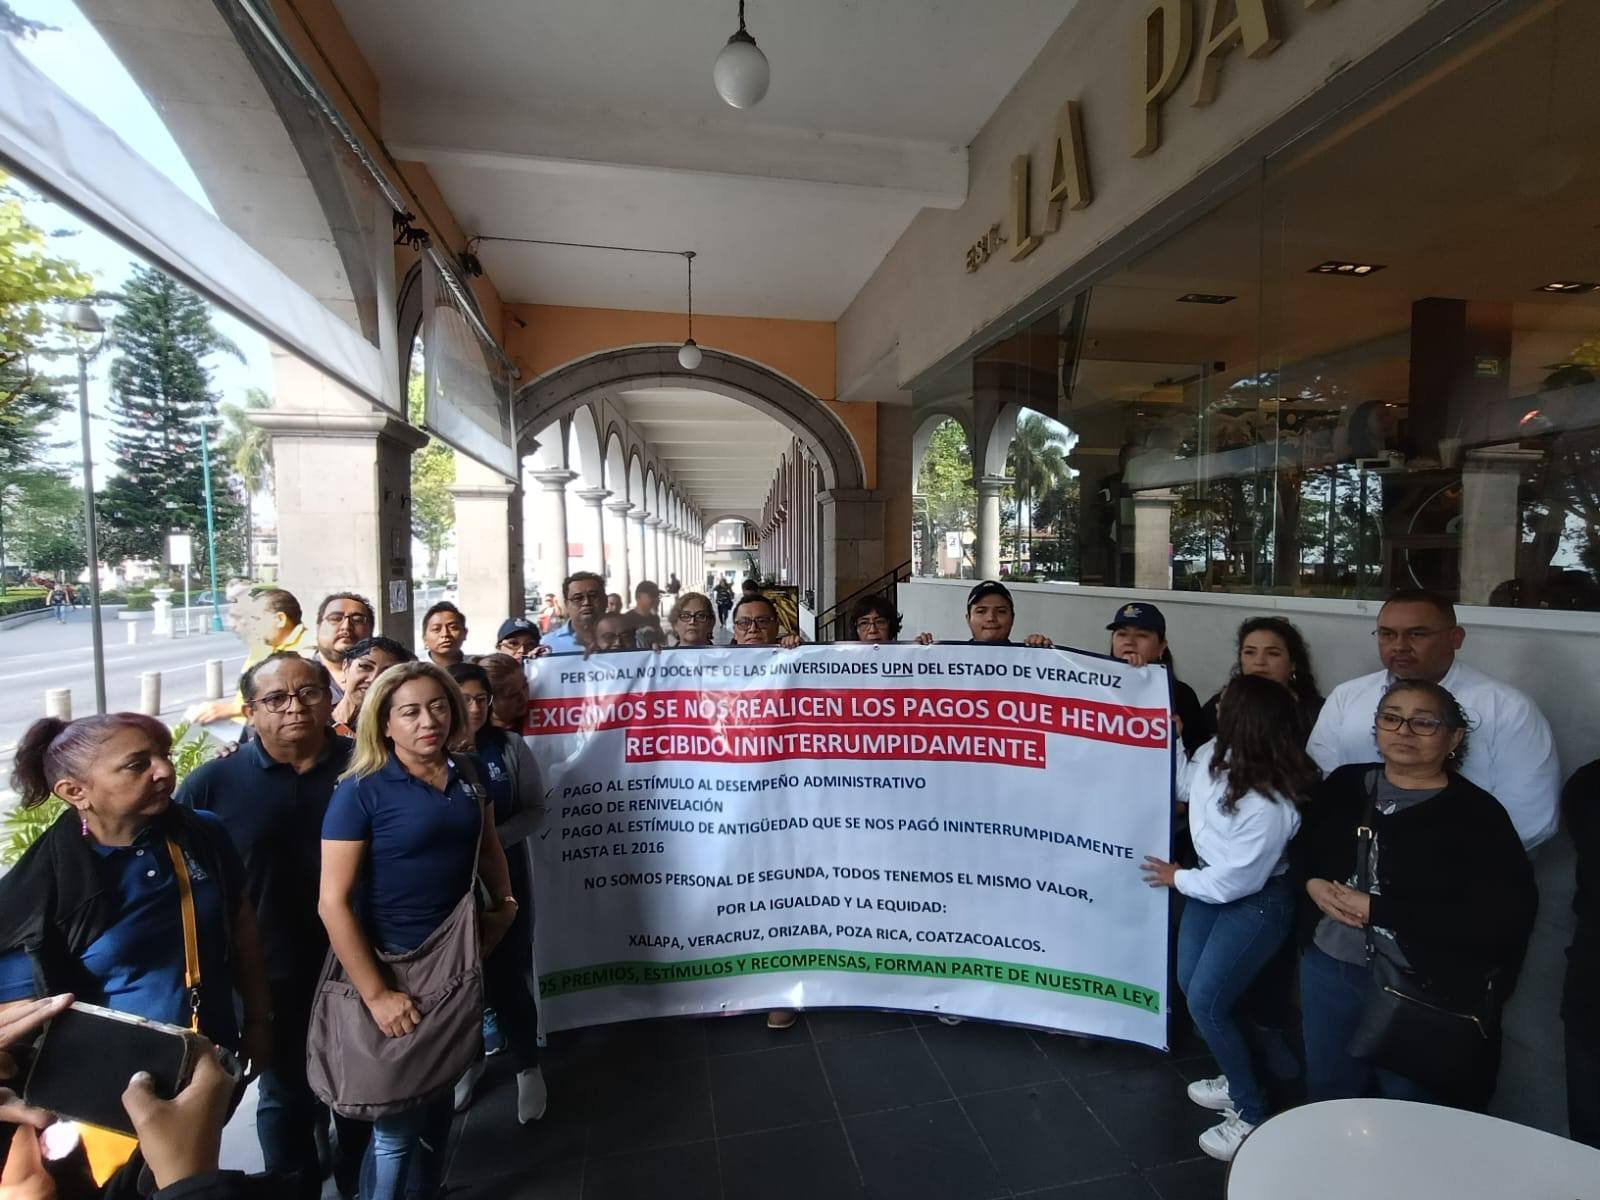 ESTE. LA PA
PERSONAL NO DOCENTE DE LAS UNIVERSIDADES UPN DEL ESTADO DE VERACRUZ
EXIGIMOS SE NOS REALICEN LOS PAGOS QUE HEMOS
RECIBIDO ININTERRUMPIDAMENTE.
✓ PAGO AL ESTÍMULO AL DESEMPEÑO ADMINISTRATIVO
✓ PAGO DE RENIVELACIÓN
✓ PAGO AL ESTÍMULO DE ANTIGÜEDAD QUE SE NOS PAGÓ ININTERRUMPIDAMENTE
HASTA EL 2016
NO SOMOS PERSONAL DE SEGUNDA, TODOS TENEMOS EL MISMO VALOR,
POR LA IGUALDAD Y LA EQUIDAD:
XALAPA, VERACRUZ, ORIZABA, POZA RICA, COATZACOALCOS.
OS PREMIOS, ESTÍMULOS Y RECOMPENSAS, FORMAN PARTE DE NUESTRA LEY.